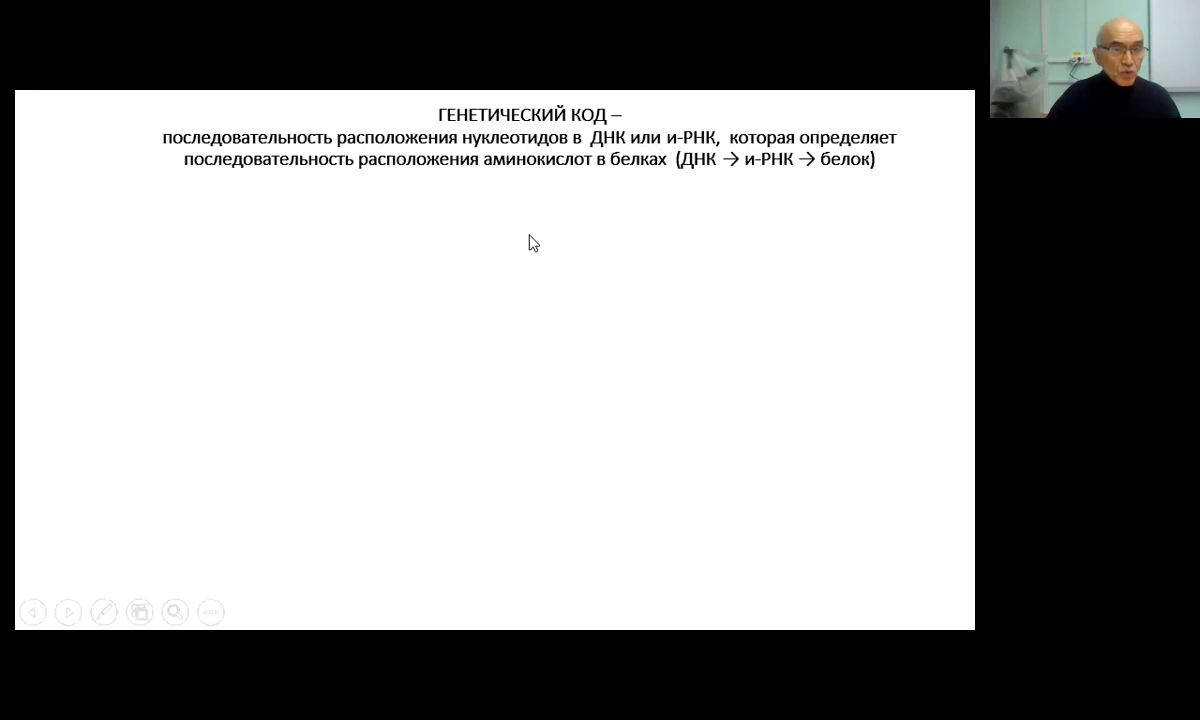 ГЕНЕТИЧЕСКИЙ КОД –
последовательность расположения нуклеотидов в ДНК или и-РНК, которая определяет
последовательность расположения аминокислот в белках (ДНК → и-РНК → белок)